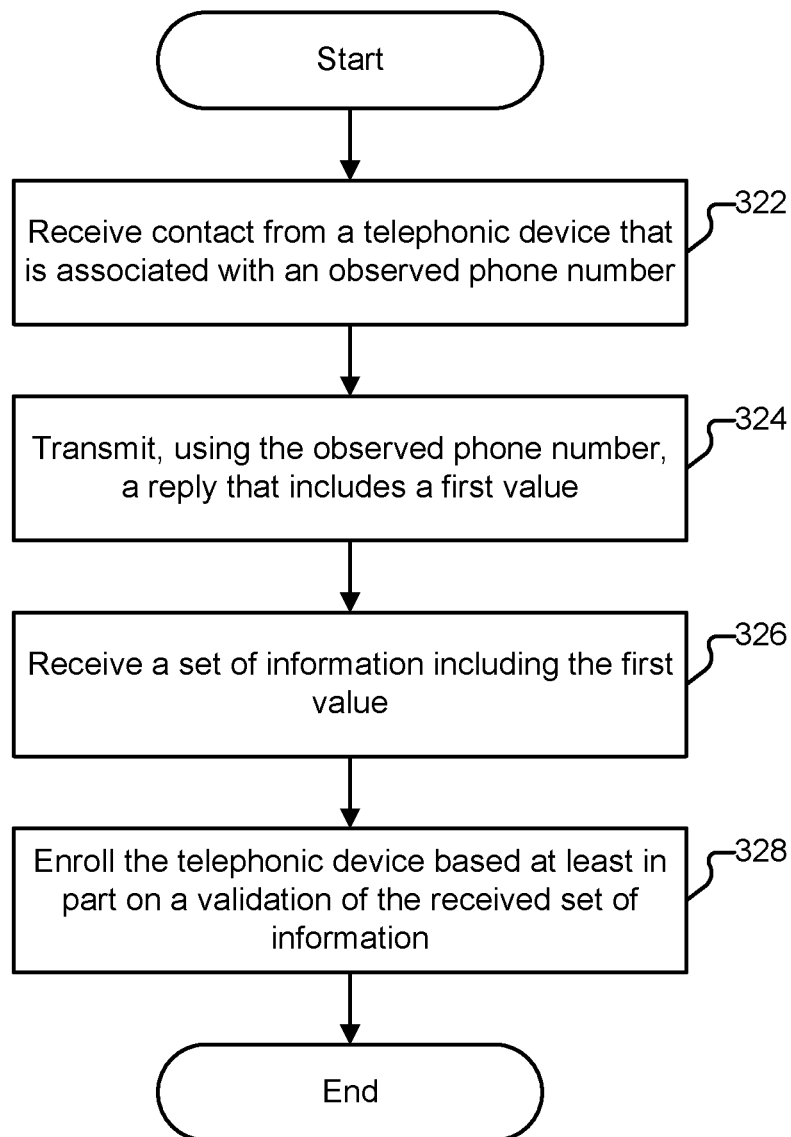 Start
322
Receive contact from a telephonic device that
is associated with an observed phone number
324
Transmit, using the observed phone number,
a reply that includes a first value
326
Receive a set of information including the first
value
328
Enroll the telephonic device based at least in
part on a validation of the received set of
information
End